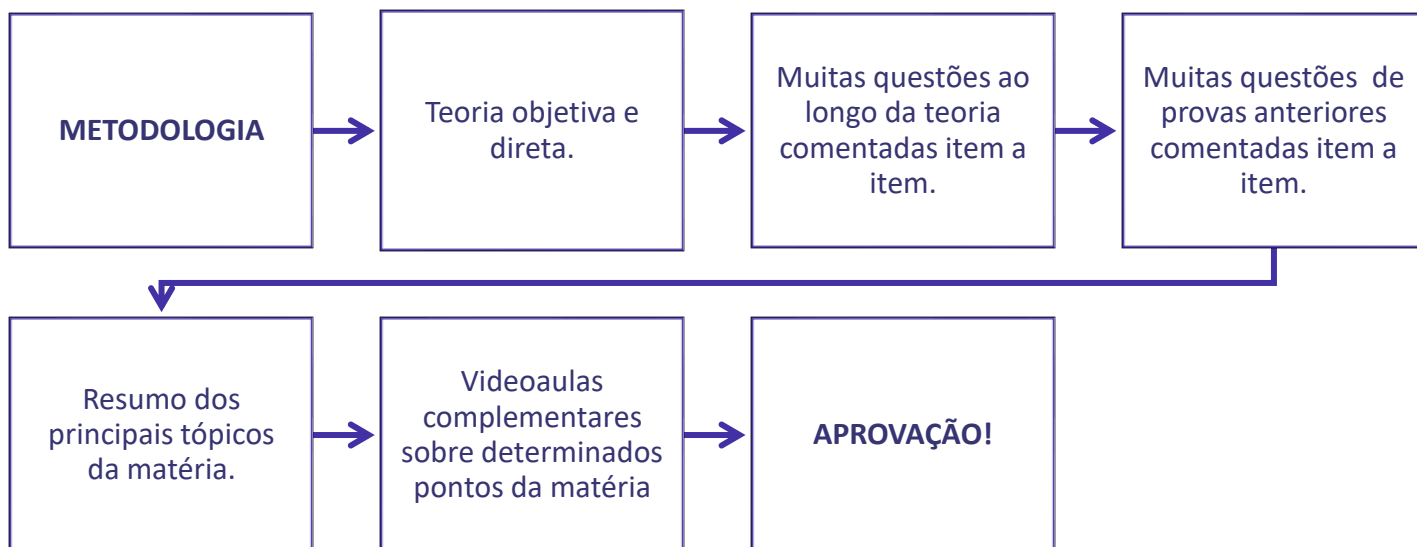 METODOLOGIA
Teoria objetiva e
direta.
Muitas questões ao
longo da teoria
comentadas item a
item.
Muitas questões de
provas anteriores
comentadas item a
item.
Resumo dos
principais tópicos
da matéria.
Videoaulas
complementares
sobre determinados
pontos da matéria
APROVAÇÃO!